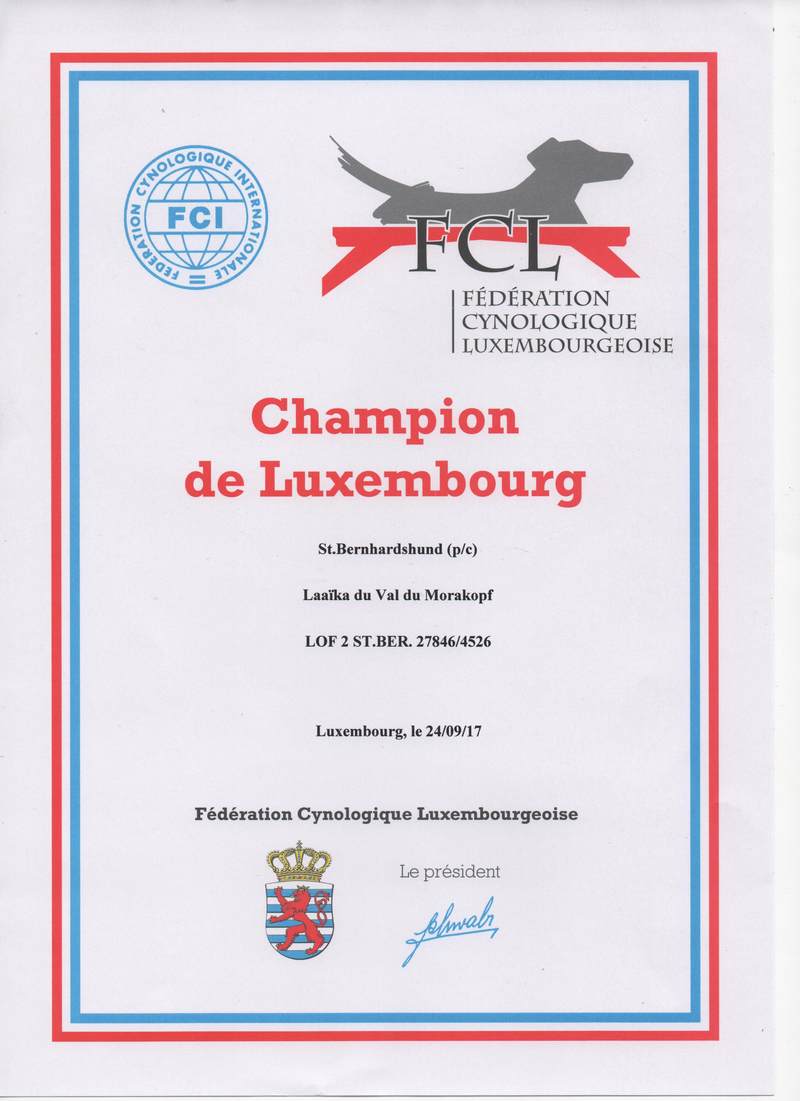 FEDERATION CYNOLOGIQUE INTERNATIONALE
FCI
FCL
FÉDÉRATION
CYNOLOGIQUE
LUXEMBOURGEOISE
Champion
de Luxembourg
St.Bernhardshund (p/c)
Laaïka du Val du Morakopf
LOF 2 ST.BER. 27846/4526
Luxembourg, le 24/09/17
Fédération Cynologique Luxembourgeoise
Le président